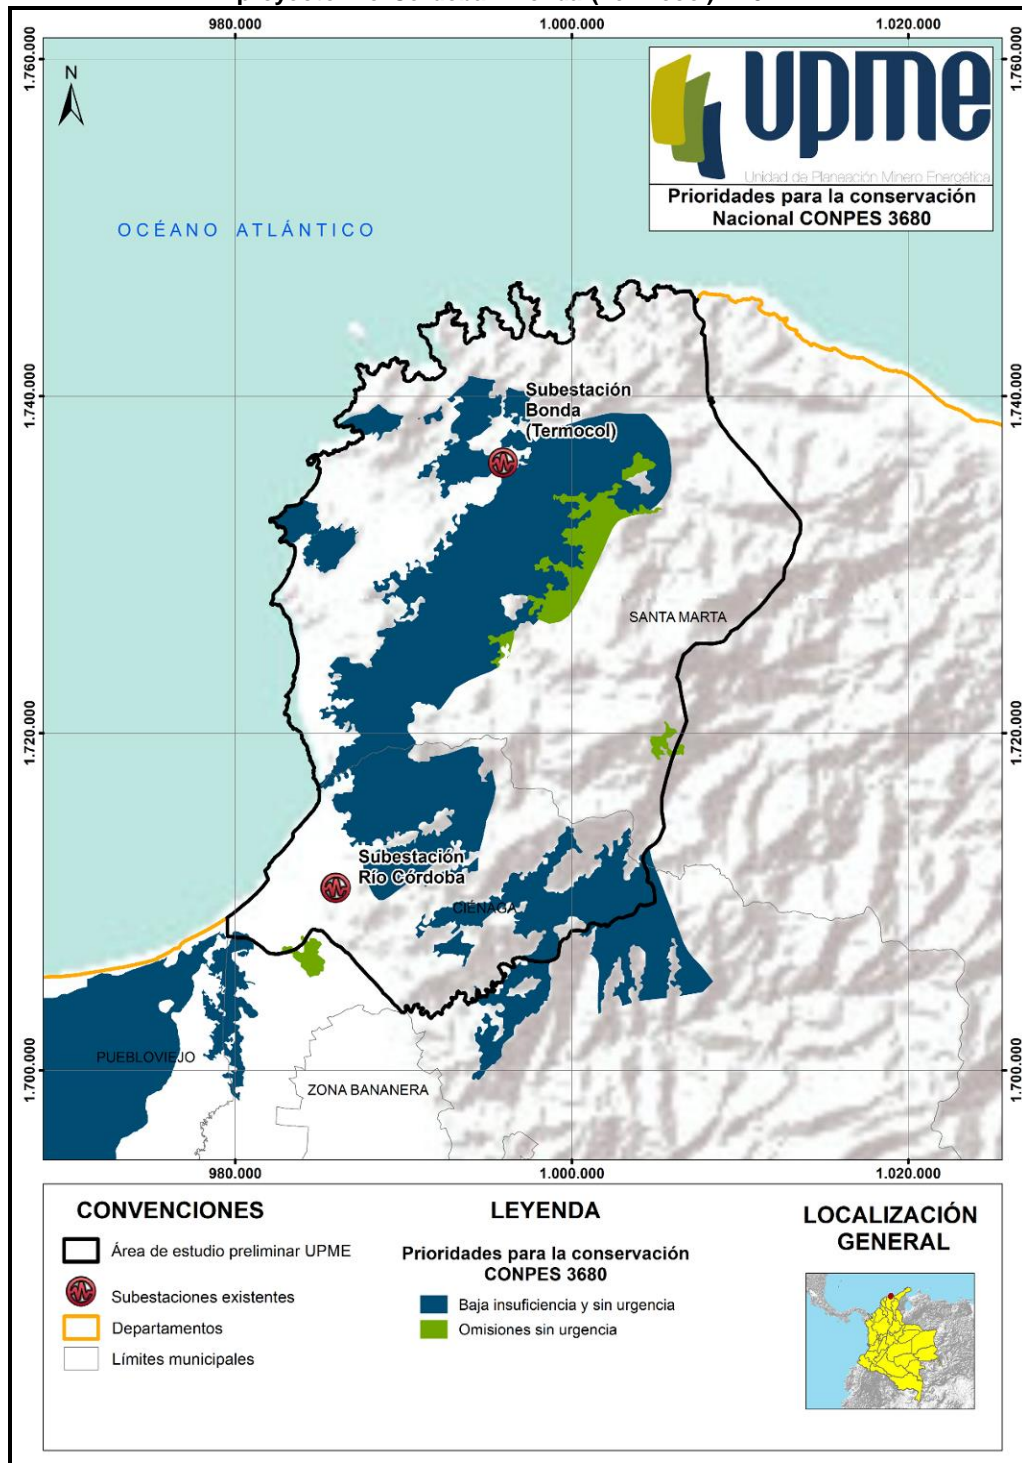 980.000
1.000.000
1.020.000
1.760.000
1.760.000
N
upme
Unidad de Planeación Minero Energética
Prioridades para la conservación
Nacional CONPES 3680
OCÉANO ATLÁNTICO
1.740.000
1.740.000
Subestación
Bonda
(Termocol)
SANTA MARTA
1.720.000
1.720.000
Subestación
Río Córdoba
CIÉNAGA
PUEBLOVIEJO
ZONA BANANERA
1.700.000
1.700.000
980.000
1.000.000
1.020.000
CONVENCIONES
Área de estudio preliminar UPME
Subestaciones existentes
Departamentos
Límites municipales
LEYENDA
Prioridades para la conservación
CONPES 3680
Baja insuficiencia y sin urgencia
Omisiones sin urgencia
LOCALIZACIÓN
GENERAL